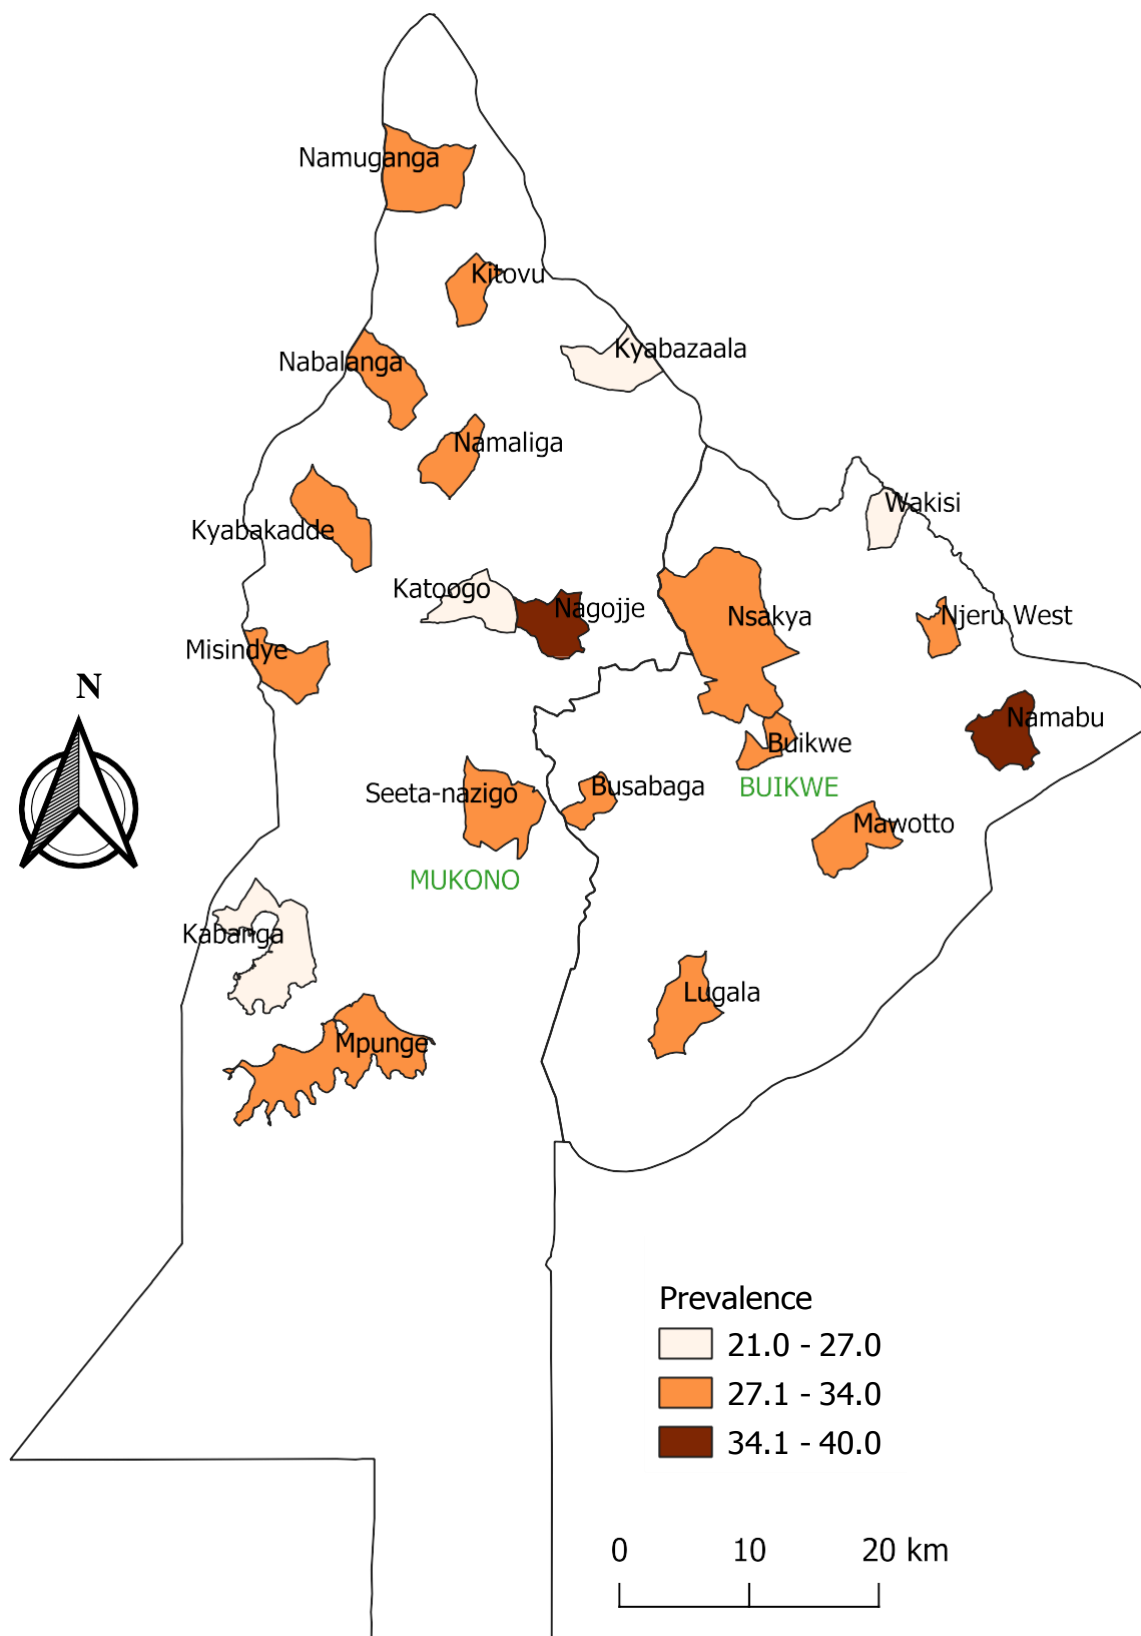 Namuganga
Kitovu
Kyabazaala
Nabalanga
Namaliga
Wakisi
Kyabakadde
Katoogo
Nagojje
Nsakya
Njeru West
Misindye
N
Namabu
Buikwe
Busabaga
BUIKWE
Seeta-nazigo
Mawotto
MUKONO
Kabanga
Lugala
Mpunge
Prevalence
21.0 - 27.0
27.1 - 34.0
34.1 - 40.0
0 10 20 km